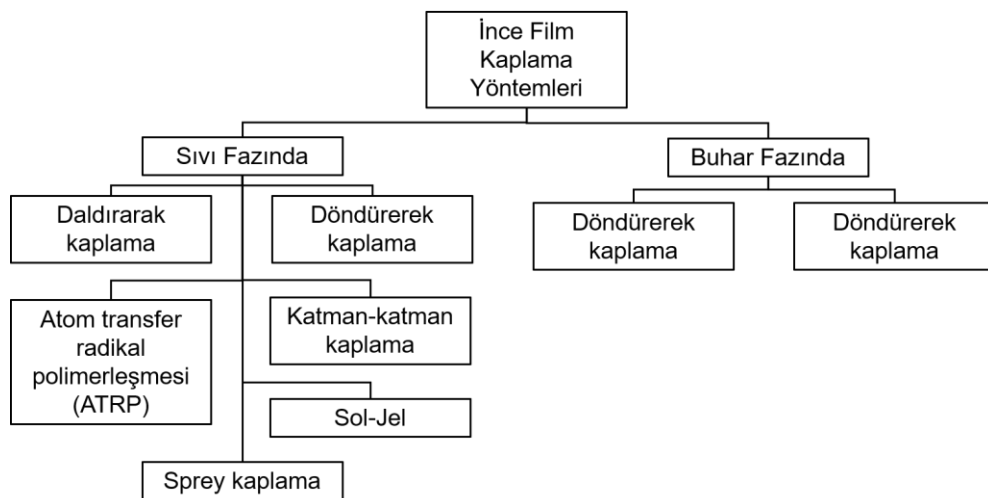 İnce Film
Kaplama
Yöntemleri
Sıvı Fazında
Buhar Fazında
Daldırarak
kaplama
Döndürerek
kaplama
Döndürerek
kaplama
Döndürerek
kaplama
Atom transfer
radikal
polimerleşmesi
(ATRP)
Katman-katman
kaplama
Sol-Jel
Sprey kaplama